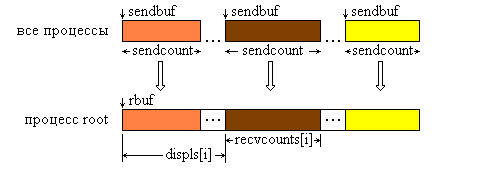 sendbuf sendbuf sendbuf
все процессы ... ...
sendcount sendcount sendcount
rbuf
процесс root ... ...
recvcounts[i]
displs[i]